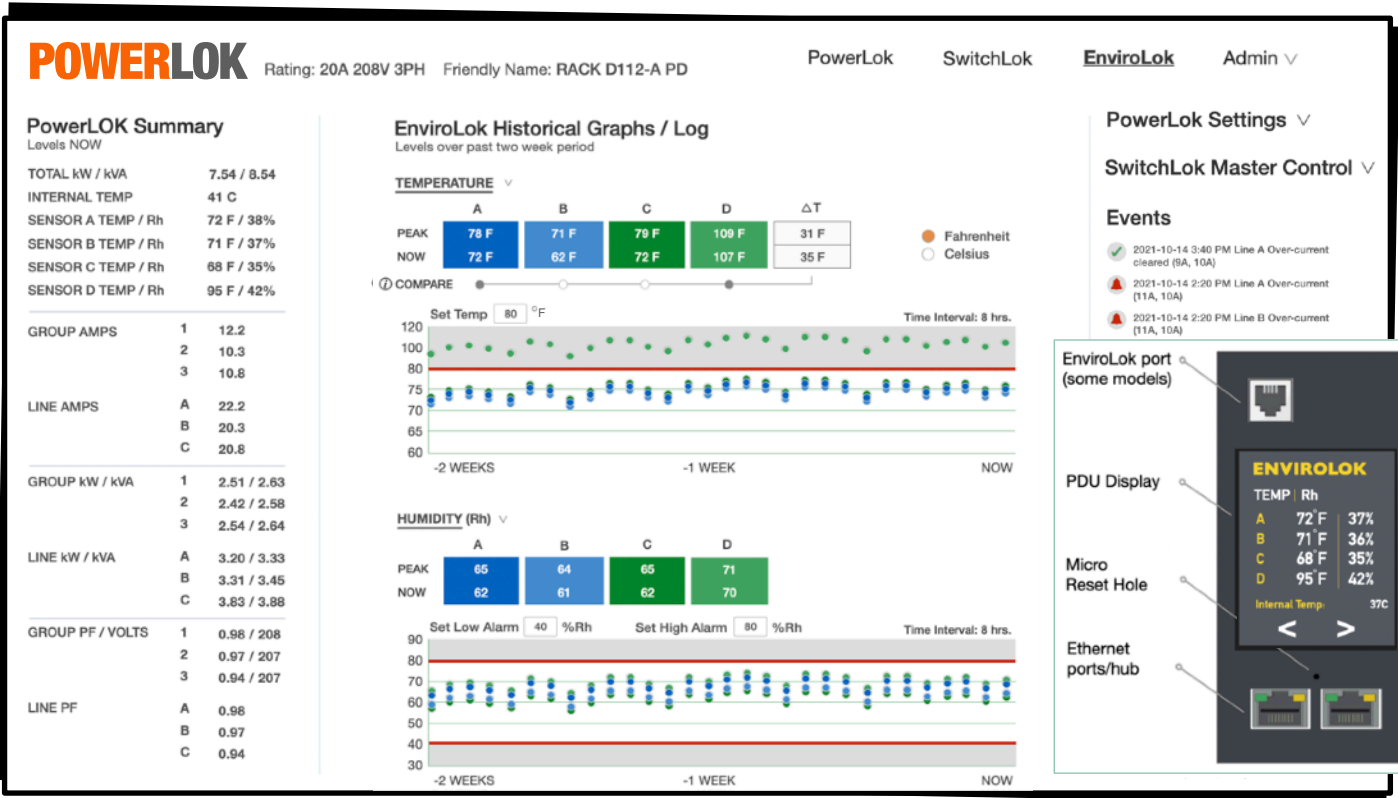 POWERLOK Rating: 20A 208V 3PH Friendly Name: RACK D112-A PD
PowerLok SwitchLok EnviroLok Admin
PowerLOK Summary
Levels NOW
TOTAL kW / kVA 7.54 / 8.54
INTERNAL TEMP 41 C
SENSOR A TEMP / Rh 72 F / 38%
SENSOR B TEMP / Rh 71 F / 37%
SENSOR C TEMP / Rh 68 F / 35%
SENSOR D TEMP / Rh 95 F / 42%
GROUP AMPS 1 12.2
2 10.3
3 10.8
LINE AMPS A 22.2
B 20.3
C 20.8
GROUP kW / kVA 1 2.51 / 2.63
2 2.42 / 2.58
3 2.54 / 2.64
LINE kW / kVA A 3.20 / 3.33
B 3.31 / 3.45
C 3.83 / 3.88
GROUP PF / VOLTS 1 0.98 / 208
2 0.97 / 207
3 0.94 / 207
LINE PF A 0.98
B 0.97
C 0.94
EnviroLok Historical Graphs / Log
Levels over past two week period
TEMPERATURE
A B C D △T
PEAK 78 F 71 F 79 F 109 F 31 F
NOW 72 F 62 F 72 F 107 F 35 F
i COMPARE
Fahrenheit
Celsius
Set Temp 80 °F Time Interval: 8 hrs.
120
100
80
75
70
65
60
-2 WEEKS -1 WEEK NOW
HUMIDITY (Rh)
A B C D
PEAK 65 64 65 71
NOW 62 61 62 70
Set Low Alarm 40 %Rh Set High Alarm 80 %Rh Time Interval: 8 hrs.
90
80
70
60
50
40
30
-2 WEEKS -1 WEEK NOW
PowerLok Settings
SwitchLok Master Control
Events
2021-10-14 3:40 PM Line A Over-current
cleared (9A, 10A)
2021-10-14 2:20 PM Line A Over-current
(11A, 10A)
2021-10-14 2:20 PM Line B Over-current
(11A, 10A)
EnviroLok port
(some models)
PDU Display
Micro
Reset Hole
Ethernet
ports/hub
ENVIROLOK
TEMP | Rh
A 72°F 37%
B 71°F 36%
C 68°F 35%
D 95°F 42%
Internal Temp: 37C
< >